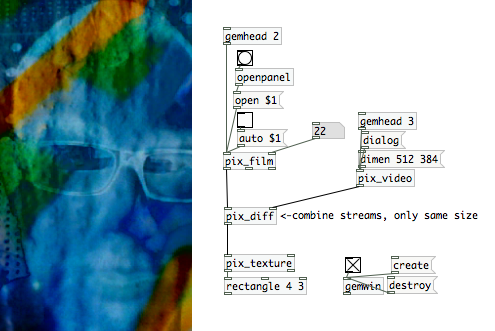 gemhead 2
openpanel
open $1
auto $1
22
gemhead 3
dialog
dimen 512 384
pix_film
pix_video
pix_diff <-combine streams, only same size
pix_texture
create
rectangle 4 3
gemwin
destroy